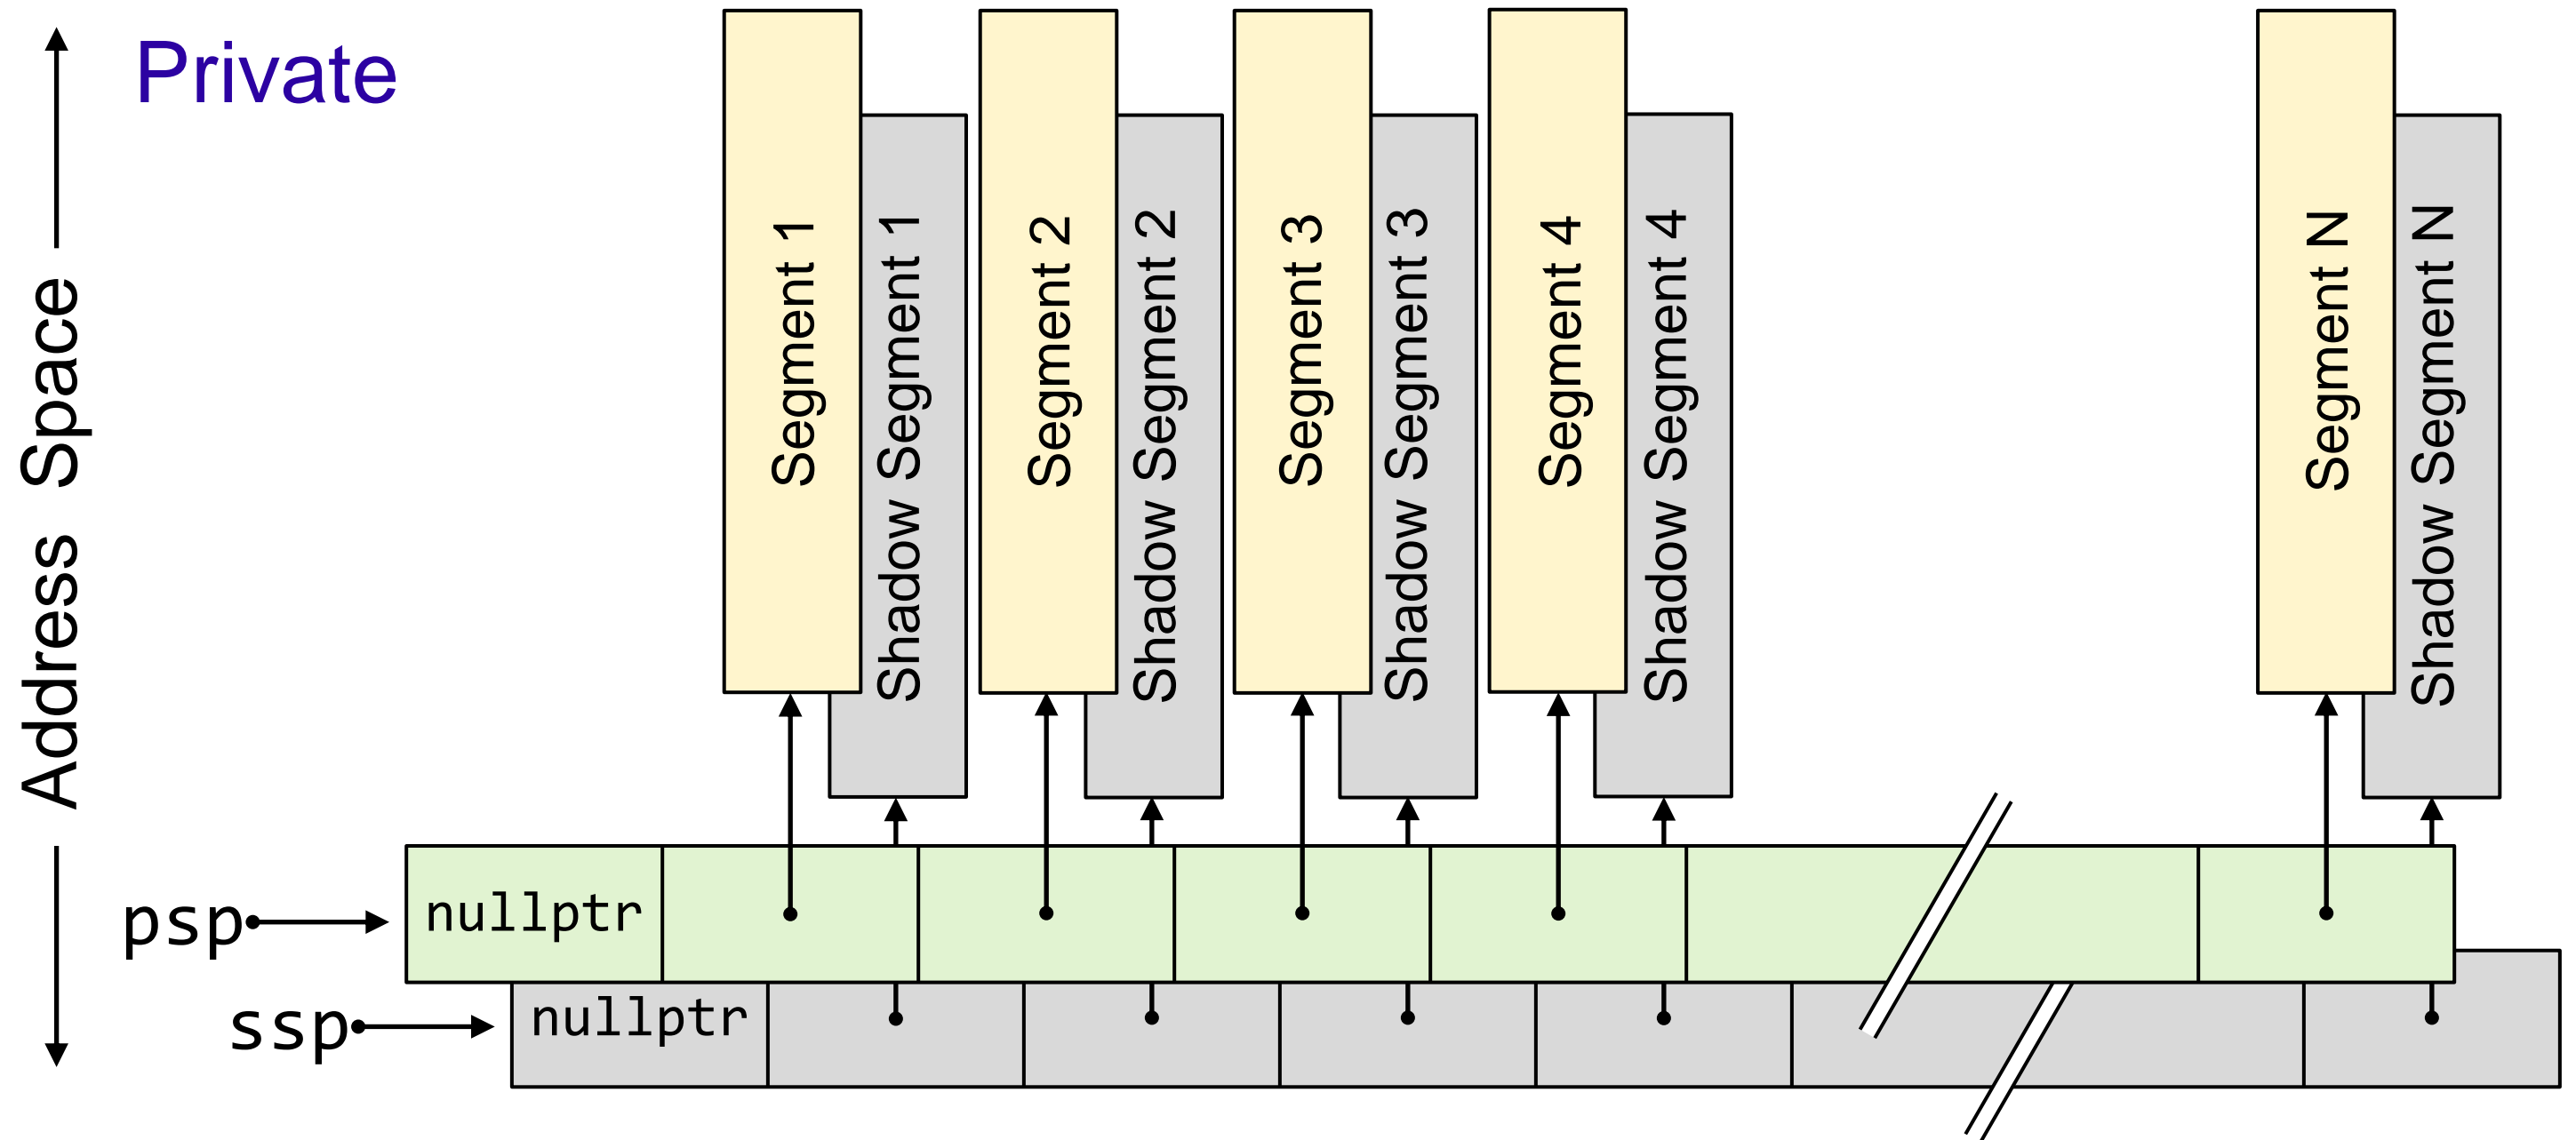 Private
Address Space
Segment 1
Shadow Segment 1
Segment 2
Shadow Segment 2
Segment 3
Shadow Segment 3
Segment 4
Shadow Segment 4
Segment N
Shadow Segment N
psp
nullptr
ssp
nullptr